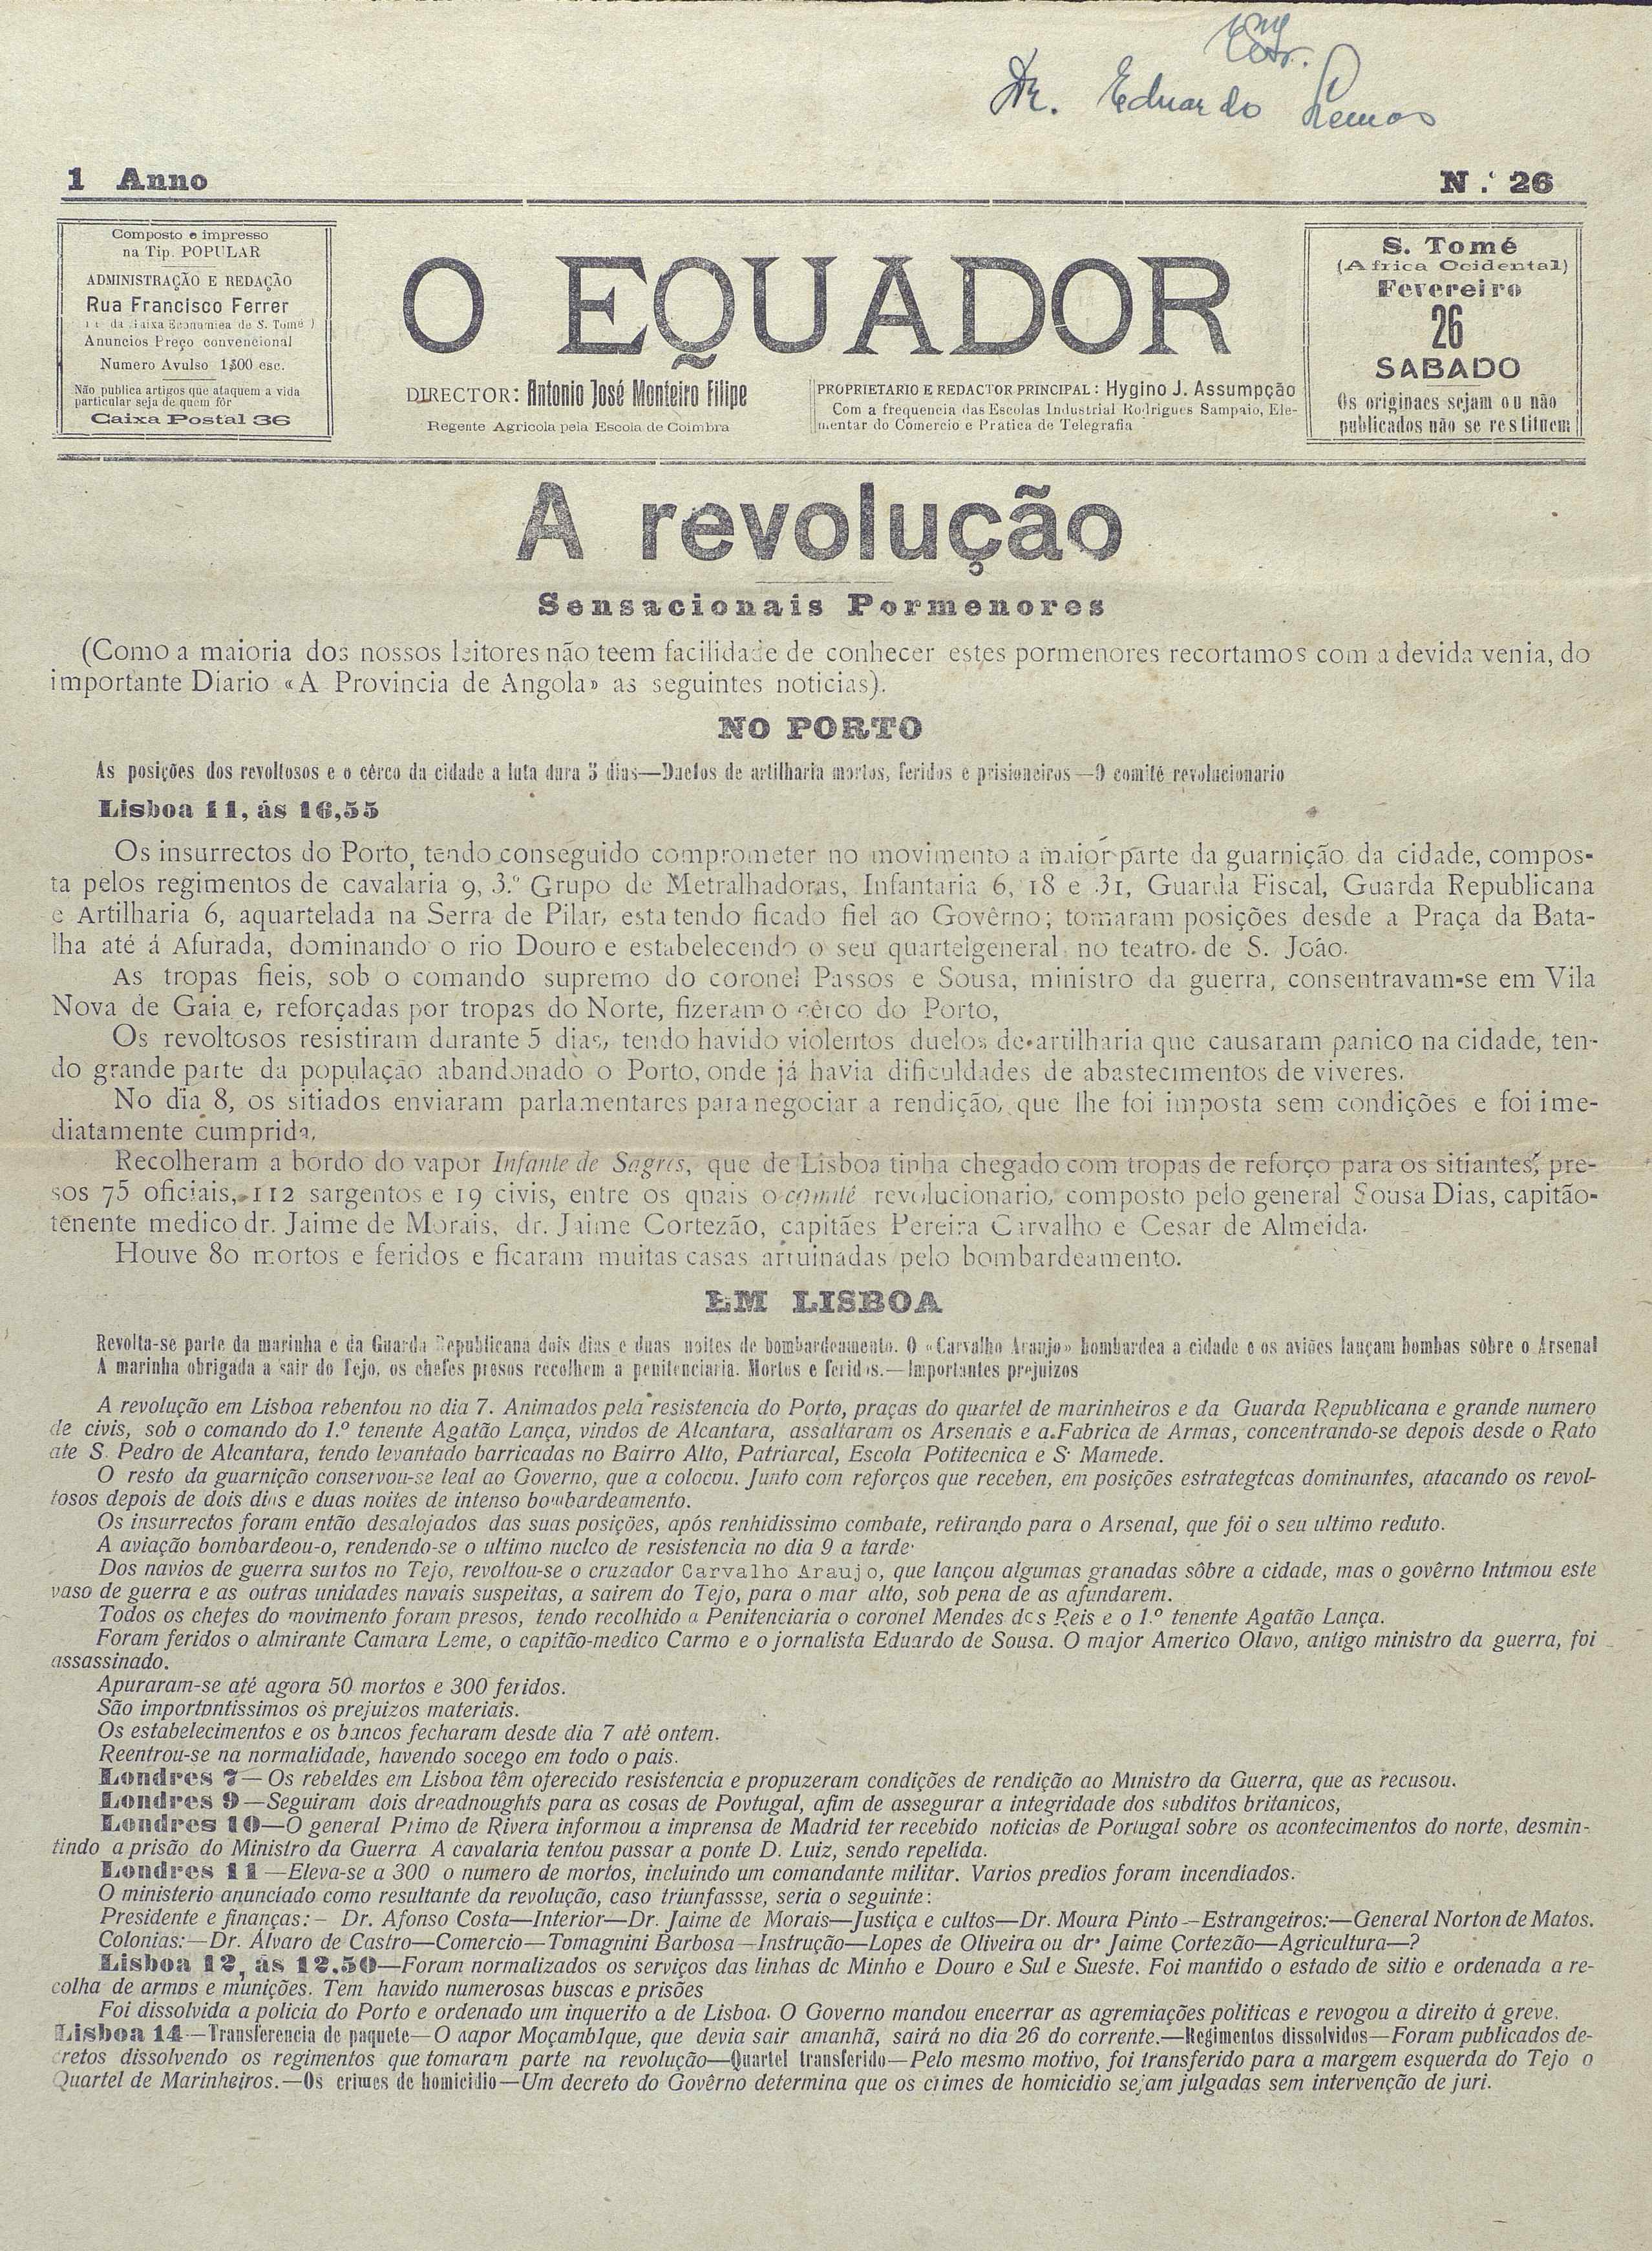 Dr. Eduardo Lemos
1 Anno
N.º 26
Composto e impresso
na Tip. POPULAR
ADMINISTRAÇÃO E REDAÇÃO
Rua Francisco Ferrer
da Caixa Economica de S. Tomé )
Anuncios Preço convencional
Numero Avulso 1$00 esc.
Não publica artigos que ataquem a vida
particular seja de quem fôr
Caixa Postal 36
O EQUADOR
DIRECTOR: Antonio José Monteiro Filipe
Regente Agricola pela Escola de Coimbra
PROPRIETARIO E REDACTOR PRINCIPAL : Hygino J. Assumpção
Com a frequencia das Escolas Industrial Rodrigues Sampaio, Ele-
mentar do Comercio e Pratica de Telegrafia
S. Tomé
(Africa Ocidental)
Fevereiro
26
SABADO
Os originaes sejam ou não
publicados não se restituem
A revolução
Sensacionais Pormenores
(Como a maioria dos nossos leitores não teem facilidade de conhecer estes pormenores recortamos com a devida venia, do
importante Diario «A Provincia de Angola» as seguintes noticias).
NO PORTO
As posições dos revoltosos e o cêrco da cidade a luta dura 5 dias—Duelos de artilharia mortos, feridos e prisioneiros—O comité revolucionario
Lisboa 11, ás 16,55
Os insurrectos do Porto, tendo conseguido comprometer no movimento a maior parte da guarnição da cidade, compos-
ta pelos regimentos de cavalaria 9, 3.º Grupo de Metralhadoras, Infantaria 6, 18 e 31, Guarda Fiscal, Guarda Republicana
e Artilharia 6, aquartelada na Serra de Pilar, esta tendo ficado fiel ao Govêrno; tomaram posições desde a Praça da Bata-
lha até á Afurada, dominando o rio Douro e estabelecendo o seu quartelgeneral no teatro de S. João.
As tropas fieis, sob o comando supremo do coronel Passos e Sousa, ministro da guerra, consentravam-se em Vila
Nova de Gaia e, reforçadas por tropas do Norte, fizeram o cêrco do Porto,
Os revoltosos resistiram durante 5 dias, tendo havido violentos duelos de artilharia que causaram panico na cidade, ten-
do grande parte da população abandonado o Porto, onde já havia dificuldades de abastecimentos de viveres.
No dia 8, os sitiados enviaram parlamentares para negociar a rendição, que lhe foi imposta sem condições e foi ime-
diatamente cumprida.
Recolheram a bordo do vapor Infante de Sagres, que de Lisboa tinha chegado com tropas de reforço para os sitiantes, pre-
sos 75 oficiais, 112 sargentos e 19 civis, entre os quais o comité revolucionario, composto pelo general Sousa Dias, capitão-
tenente medico dr. Jaime de Morais, dr. Jaime Cortezão, capitães Pereira Carvalho e Cesar de Almeida.
Houve 80 mortos e feridos e ficaram muitas casas arruinadas pelo bombardeamento.
EM LISBOA
Revolta-se parte da marinha e da Guarda Republicana dois dias e duas noites de bombardeamento. O «Carvalho Araujo» bombardea a cidade e os aviões lançam bombas sôbre o Arsenal
A marinha obrigada a sair do Tejo, os chefes presos recolhem a penitenciaria. Mortos e feridos.—Importantes prejuizos
A revolução em Lisboa rebentou no dia 7. Animados pela resistencia do Porto, praças do quartel de marinheiros e da Guarda Republicana e grande numero
de civis, sob o comando do 1.º tenente Agatão Lança, vindos de Alcantara, assaltaram os Arsenais e a Fabrica de Armas, concentrando-se depois desde o Rato
ate S. Pedro de Alcantara, tendo levantado barricadas no Bairro Alto, Patriarcal, Escola Potitecnica e S. Mamede.
O resto da guarnição conservou-se leal ao Governo, que a colocou. Junto com reforços que receben, em posições estrategtcas dominantes, atacando os revol-
tosos depois de dois dias e duas noites de intenso bombardeamento.
Os insurrectos foram então desalojados das suas posições, após renhidissimo combate, retirando para o Arsenal, que fói o seu ultimo reduto.
A aviação bombardeou-o, rendendo-se o ultimo nucleo de resistencia no dia 9 a tarde.
Dos navios de guerra surtos no Tejo, revoltou-se o cruzador Carvalho Araujo, que lançou algumas granadas sôbre a cidade, mas o govêrno Intimou este
vaso de guerra e as outras unidades navais suspeitas, a sairem do Tejo, para o mar alto, sob pena de as afundarem.
Todos os chefes do movimento foram presos, tendo recolhido a Penitenciaria o coronel Mendes dos Reis e o 1.º tenente Agatão Lança.
Foram feridos o almirante Camara Leme, o capitão-medico Carmo e o jornalista Eduardo de Sousa. O major Americo Olavo, antigo ministro da guerra, foi
assassinado.
Apuraram-se até agora 50 mortos e 300 feridos.
São importantissimos os prejuizos materiais.
Os estabelecimentos e os bancos fecharam desde dia 7 até ontem.
Reentrou-se na normalidade, havendo socego em todo o pais.
Londres 7—Os rebeldes em Lisboa têm oferecido resistencia e propuzeram condições de rendição ao Ministro da Guerra, que as recusou.
Londres 9—Seguiram dois dreadnoughts para as cosas de Povtugal, afim de assegurar a integridade dos subditos britanicos,
Londres 10—O general Primo de Rivera informou a imprensa de Madrid ter recebido noticias de Portugal sobre os acontecimentos do norte, desmin-
tindo a prisão do Ministro da Guerra A cavalaria tentou passar a ponte D. Luiz, sendo repelida.
Londres 11—Eleva-se a 300 o numero de mortos, incluindo um comandante militar. Varios predios foram incendiados.
O ministerio anunciado como resultante da revolução, caso triunfassse, seria o seguinte:
Presidente e finanças:— Dr. Afonso Costa—Interior—Dr. Jaime de Morais—Justiça e cultos—Dr. Moura Pinto—Estrangeiros:—General Norton de Matos.
Colonias:—Dr. Álvaro de Castro—Comercio—Tomagnini Barbosa—Instrução—Lopes de Oliveira ou dr. Jaime Cortezão—Agricultura—?
Lisboa 12, ás 12.50—Foram normalizados os serviços das linhas de Minho e Douro e Sul e Sueste. Foi mantido o estado de sitio e ordenada a re-
colha de armas e munições. Tem havido numerosas buscas e prisões
Foi dissolvida a policia do Porto e ordenado um inquerito a de Lisboa. O Governo mandou encerrar as agremiações politicas e revogou a direito á greve.
Lisboa 14—Transferencia de paquete—O aapor Moçamb1que, que devia sair amanhã, sairá no dia 26 do corrente.—Regimentos dissolvidos—Foram publicados de-
cretos dissolvendo os regimentos que tomaram parte na revolução—Quartel transferido—Pelo mesmo motivo, foi transferido para a margem esquerda do Tejo o
Quartel de Marinheiros.—Os crimes de homicidio—Um decreto do Govêrno determina que os crimes de homicidio sejam julgadas sem intervenção de juri.